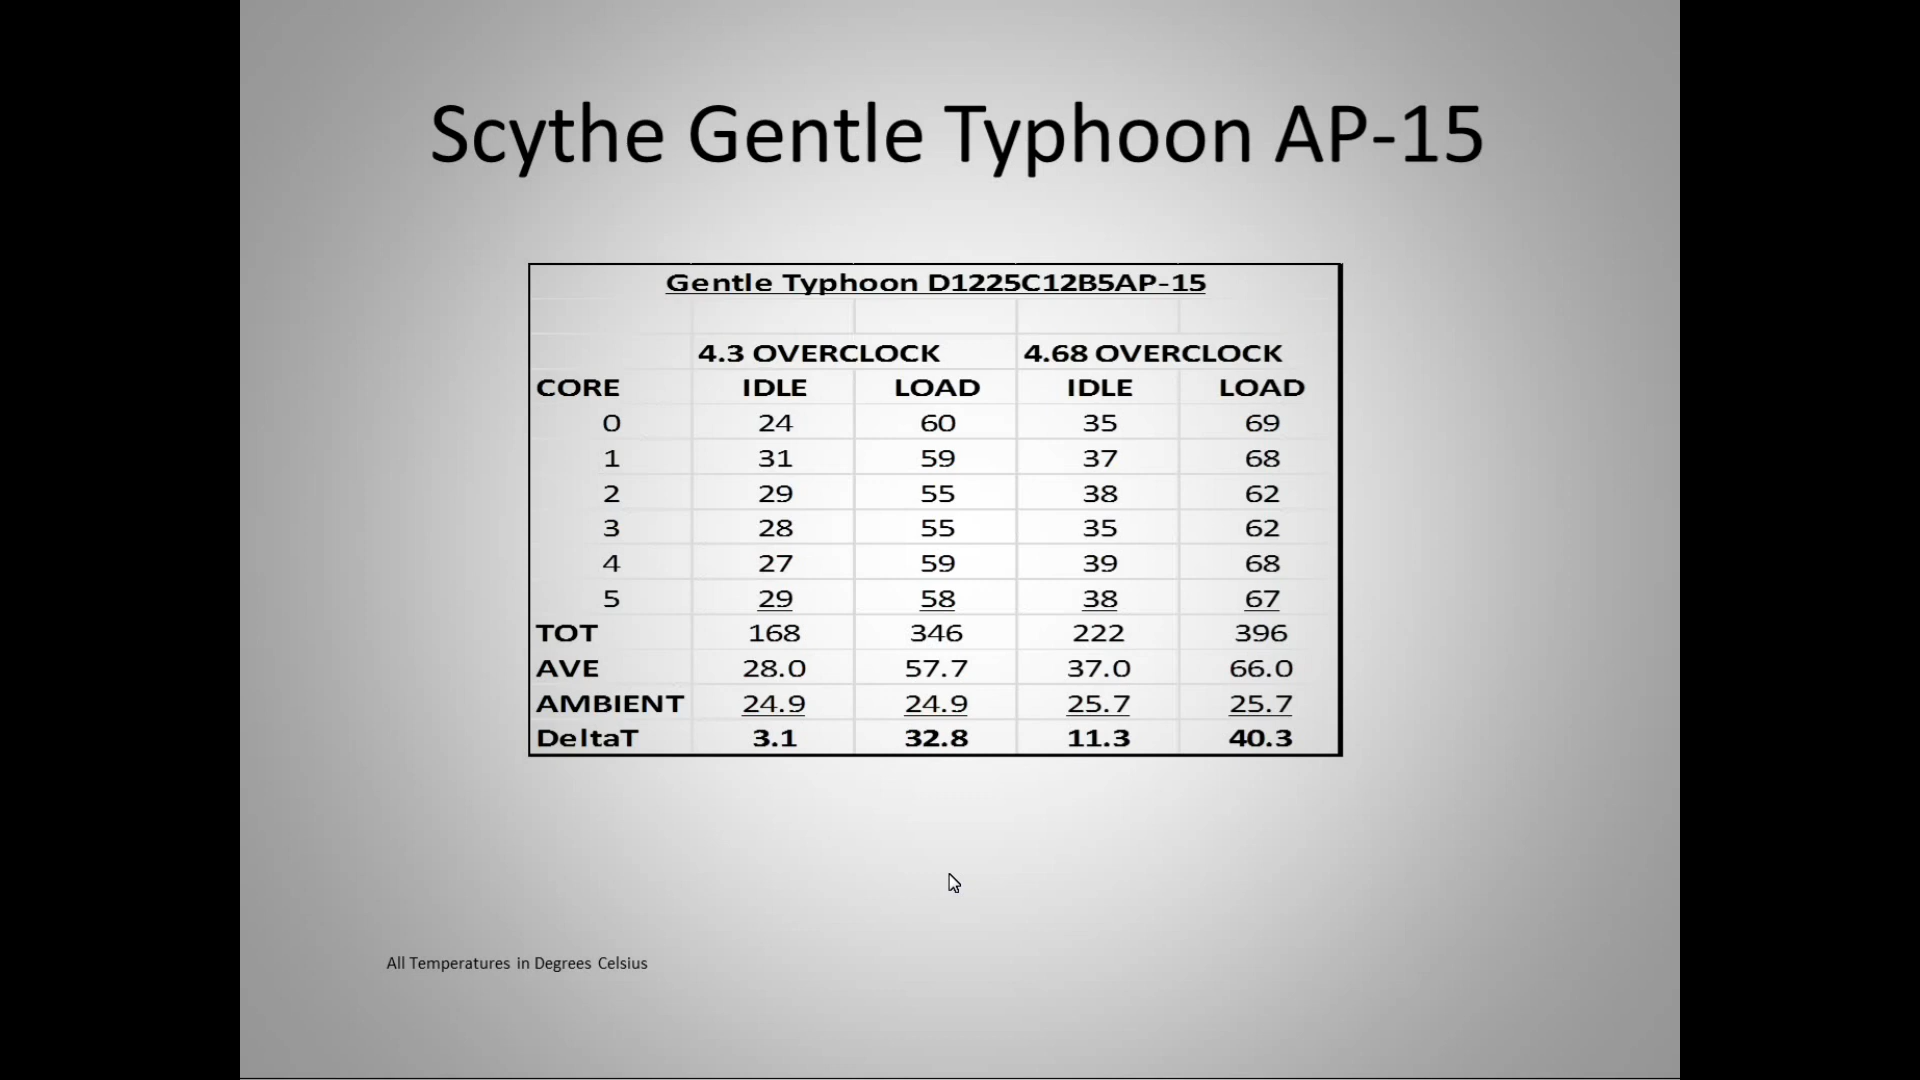 Scythe Gentle Typhoon AP-15
Gentle Typhoon D1225C12B5AP-15
4.3 OVERCLOCK 4.68 OVERCLOCK
CORE IDLE LOAD IDLE LOAD
0 24 60 35 69
1 31 59 37 68
2 29 55 38 62
3 28 55 35 62
4 27 59 39 68
5 29 58 38 67
TOT 168 346 222 396
AVE 28.0 57.7 37.0 66.0
AMBIENT 24.9 24.9 25.7 25.7
DeltaT 3.1 32.8 11.3 40.3
All Temperatures in Degrees Celsius